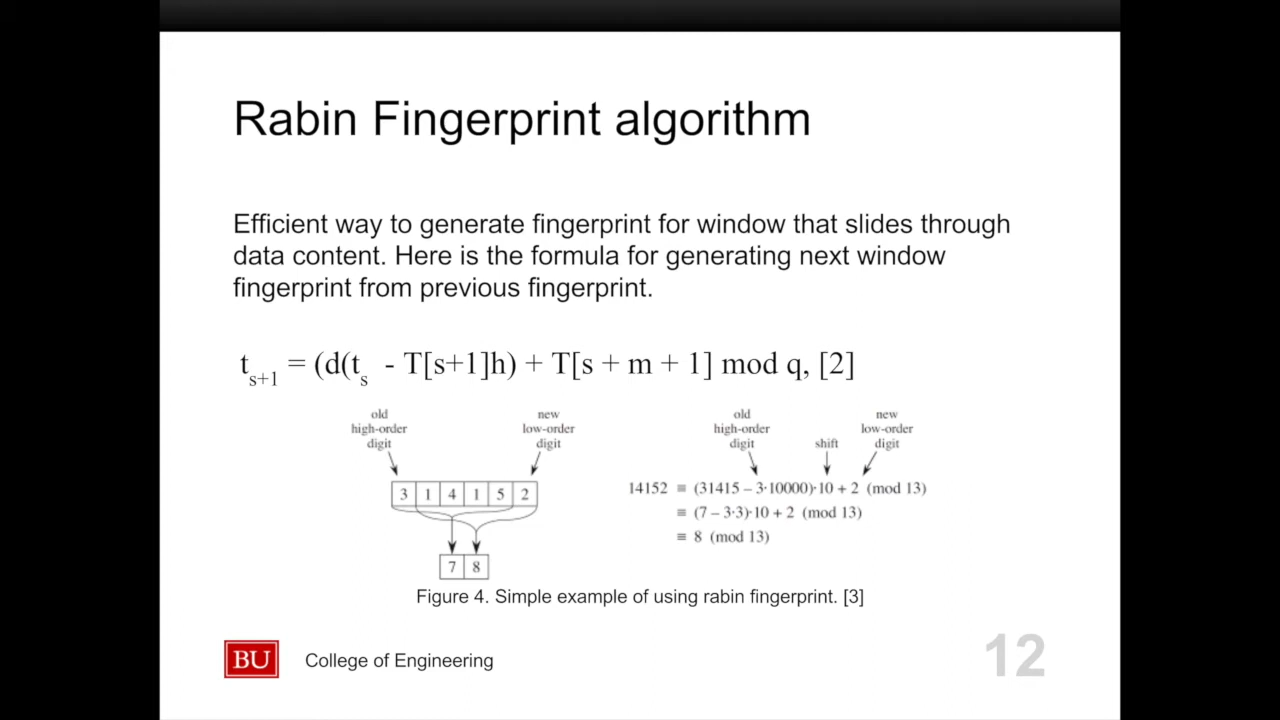 Rabin Fingerprint algorithm
Efficient way to generate fingerprint for window that slides through
data content. Here is the formula for generating next window
fingerprint from previous fingerprint.
t_{s+1} = (d(t_s - T[s+1]h) + T[s + m + 1] mod q, [2]
old
high-order
digit
new
low-order
digit
3 1 4 1 5 2
7 8
old
high-order
digit
shift
new
low-order
digit
14152 ≡ (31415 – 3·10000)·10 + 2 (mod 13)
≡ (7 – 3·3)·10 + 2 (mod 13)
≡ 8 (mod 13)
Figure 4. Simple example of using rabin fingerprint. [3]
BU
College of Engineering
12